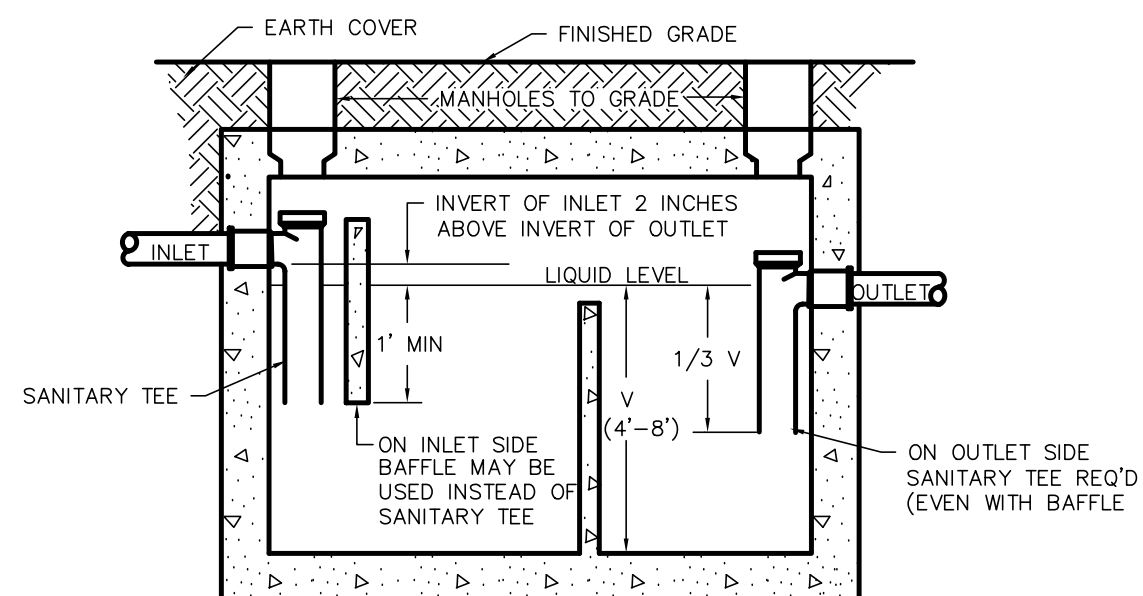 EARTH COVER
FINISHED GRADE
MANHOLES TO GRADE
INVERT OF INLET 2 INCHES
ABOVE INVERT OF OUTLET
INLET
LIQUID LEVEL
OUTLET
1' MIN
1/3 V
SANITARY TEE
V
(4'-8')
ON INLET SIDE
BAFFLE MAY BE
USED INSTEAD OF
SANITARY TEE
ON OUTLET SIDE
SANITARY TEE REQ'D
(EVEN WITH BAFFLE